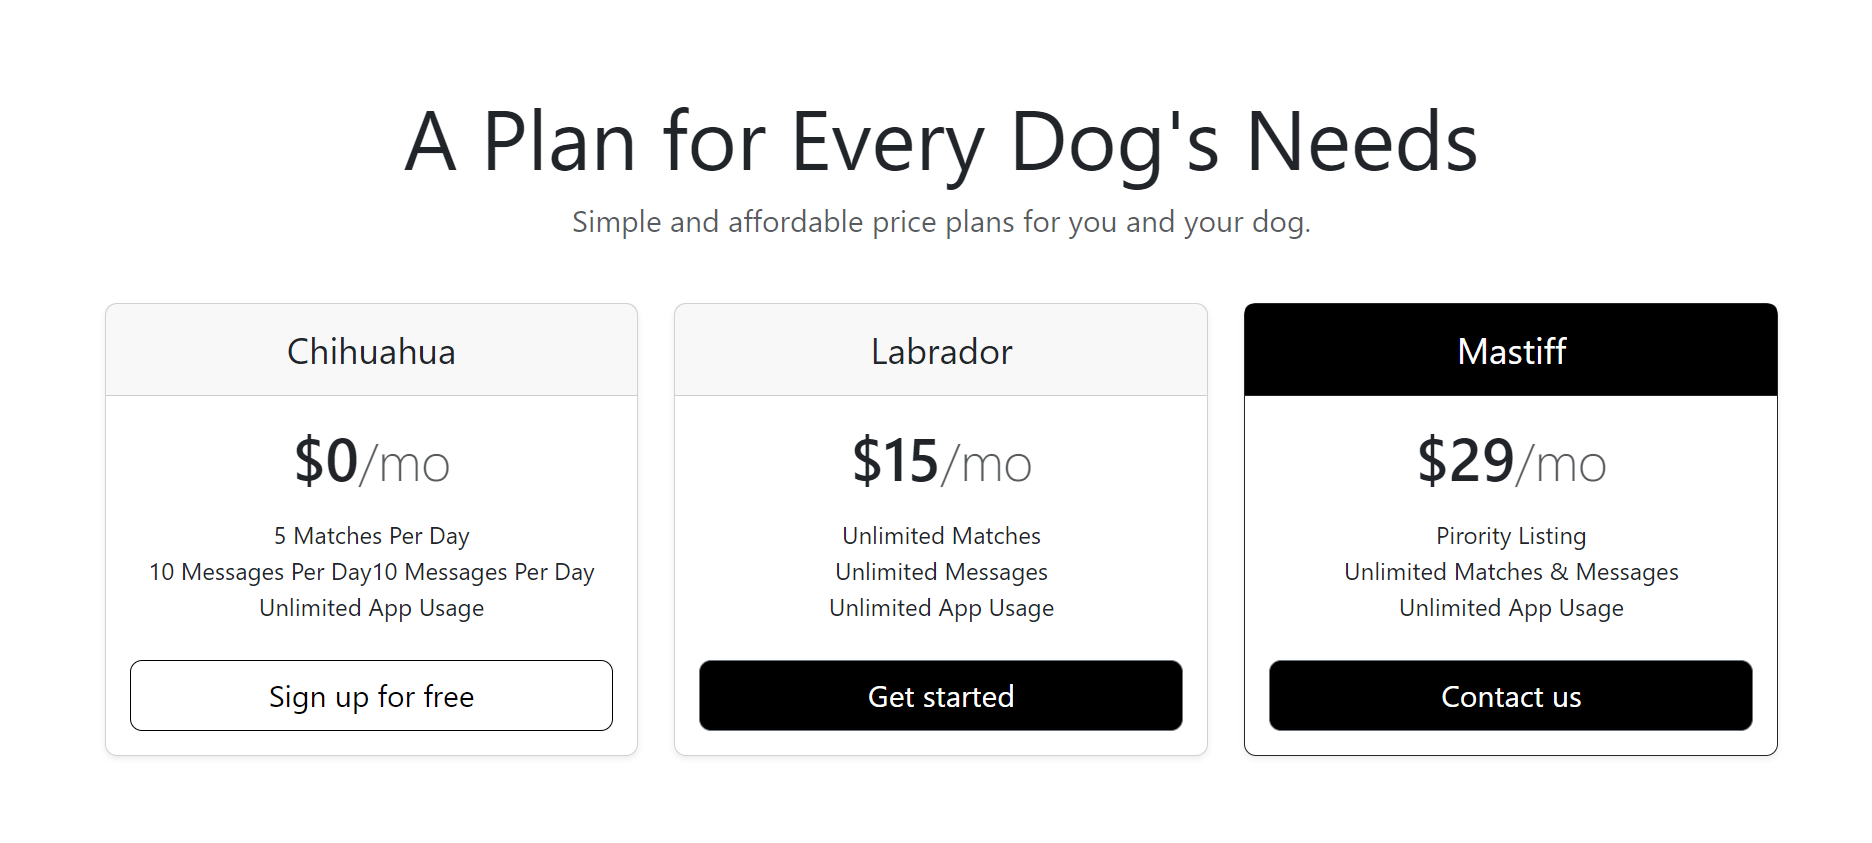 A Plan for Every Dog's Needs
Simple and affordable price plans for you and your dog.
Chihuahua
$0/mo
5 Matches Per Day
10 Messages Per Day10 Messages Per Day
Unlimited App Usage
Sign up for free
Labrador
$15/mo
Unlimited Matches
Unlimited Messages
Unlimited App Usage
Get started
Mastiff
$29/mo
Pirority Listing
Unlimited Matches & Messages
Unlimited App Usage
Contact us